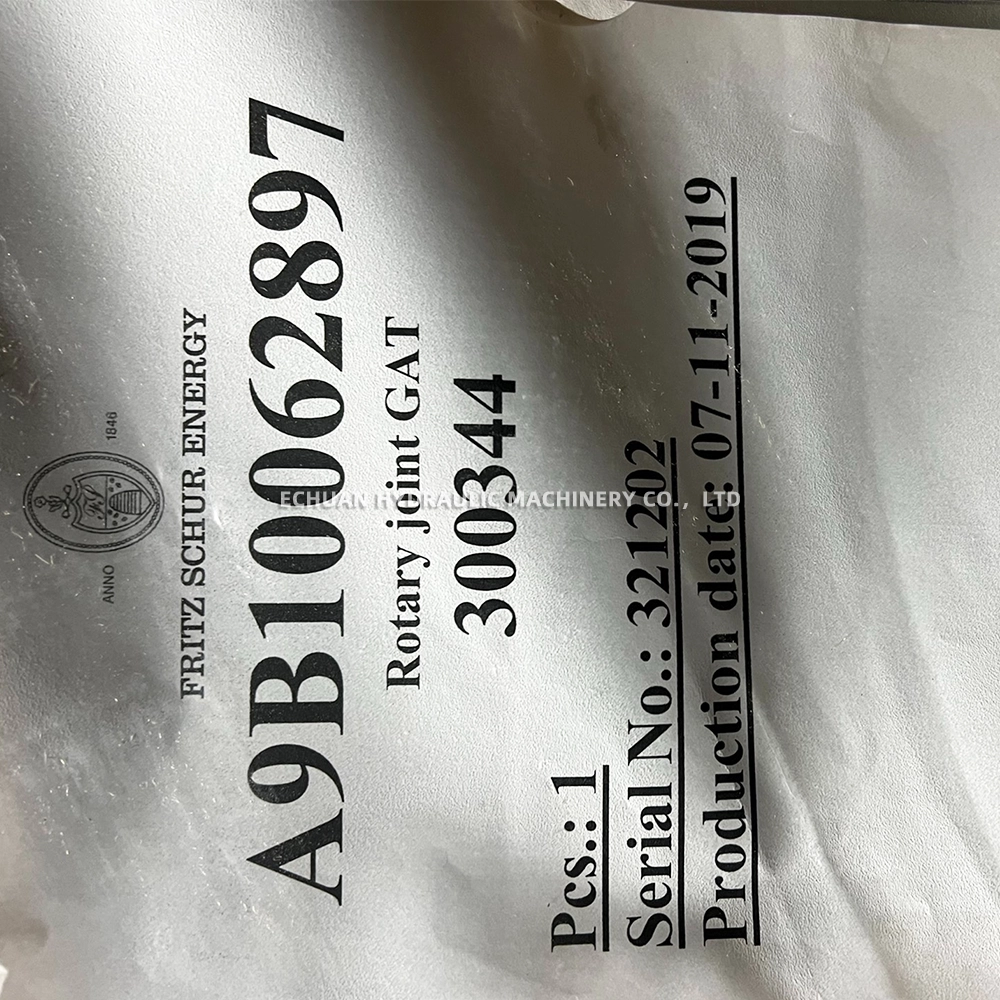 ANNO 1846
FRITZ SCHUR ENERGY
A9B10062897
Rotary joint GAT
300344
Pcs.: 1
Serial No.: 321202
Production date: 07-11-2019
ECHUAN HYDRAULIC MACHINERY CO., LTD